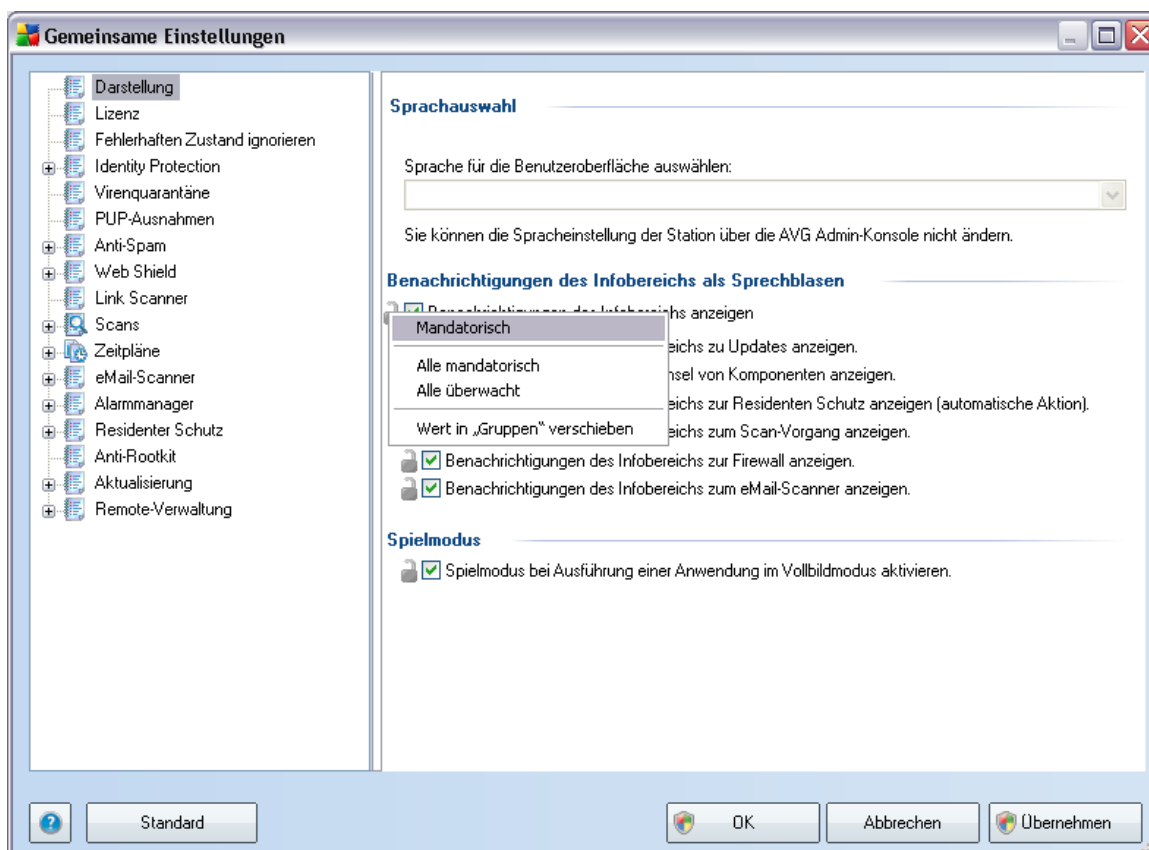 Gemeinsame Einstellungen
Darstellung
Lizenz
Fehlerhaften Zustand ignorieren
Identity Protection
Virenquarantäne
PUP-Ausnahmen
Anti-Spam
Web Shield
Link Scanner
Scans
Zeitpläne
eMail-Scanner
Alarmmanager
Residenter Schutz
Anti-Rootkit
Aktualisierung
Remote-Verwaltung
Sprachauswahl
Sprache für die Benutzeroberfläche auswählen:
Sie können die Spracheinstellung der Station über die AVG Admin-Konsole nicht ändern.
Benachrichtigungen des Infobereichs als Sprechblasen
Benachrichtigungen des Infobereichs anzeigen
Mandatorisch
Alle mandatorisch
Alle überwacht
Wert in „Gruppen“ verschieben
zu Updates anzeigen.
von Komponenten anzeigen.
zur Residenten Schutz anzeigen (automatische Aktion).
zum Scan-Vorgang anzeigen.
Benachrichtigungen des Infobereichs zur Firewall anzeigen.
Benachrichtigungen des Infobereichs zum eMail-Scanner anzeigen.
Spielmodus
Spielmodus bei Ausführung einer Anwendung im Vollbildmodus aktivieren.
Standard
OK
Abbrechen
Übernehmen